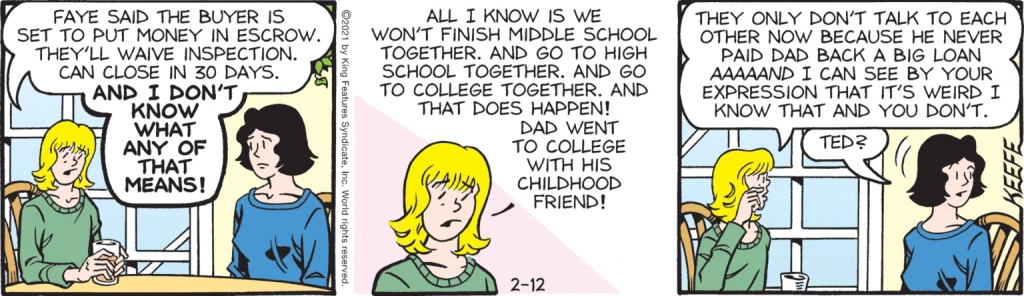 FAYE SAID THE BUYER IS
SET TO PUT MONEY IN ESCROW.
THEY'LL WAIVE INSPECTION.
CAN CLOSE IN 30 DAYS.
AND I DON'T
KNOW
WHAT
ANY OF
THAT
MEANS!
©2021 by King Features Syndicate, Inc. World rights reserved.
ALL I KNOW IS WE
WON'T FINISH MIDDLE SCHOOL
TOGETHER. AND GO TO HIGH
SCHOOL TOGETHER. AND GO
TO COLLEGE TOGETHER. AND
THAT DOES HAPPEN!
DAD WENT
TO COLLEGE
WITH HIS
CHILDHOOD
FRIEND!
2-12
THEY ONLY DON'T TALK TO EACH
OTHER NOW BECAUSE HE NEVER
PAID DAD BACK A BIG LOAN
AAAAAND I CAN SEE BY YOUR
EXPRESSION THAT IT'S WEIRD I
KNOW THAT AND YOU DON'T.
TED?